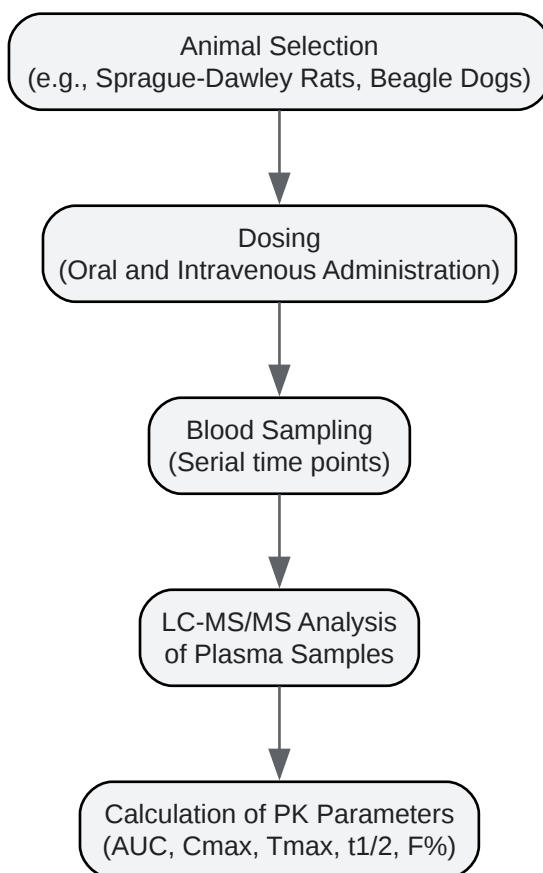 Animal Selection
(e.g., Sprague-Dawley Rats, Beagle Dogs)
Dosing
(Oral and Intravenous Administration)
Blood Sampling
(Serial time points)
LC-MS/MS Analysis
of Plasma Samples
Calculation of PK Parameters
(AUC, Cmax, Tmax, t1/2, F%)